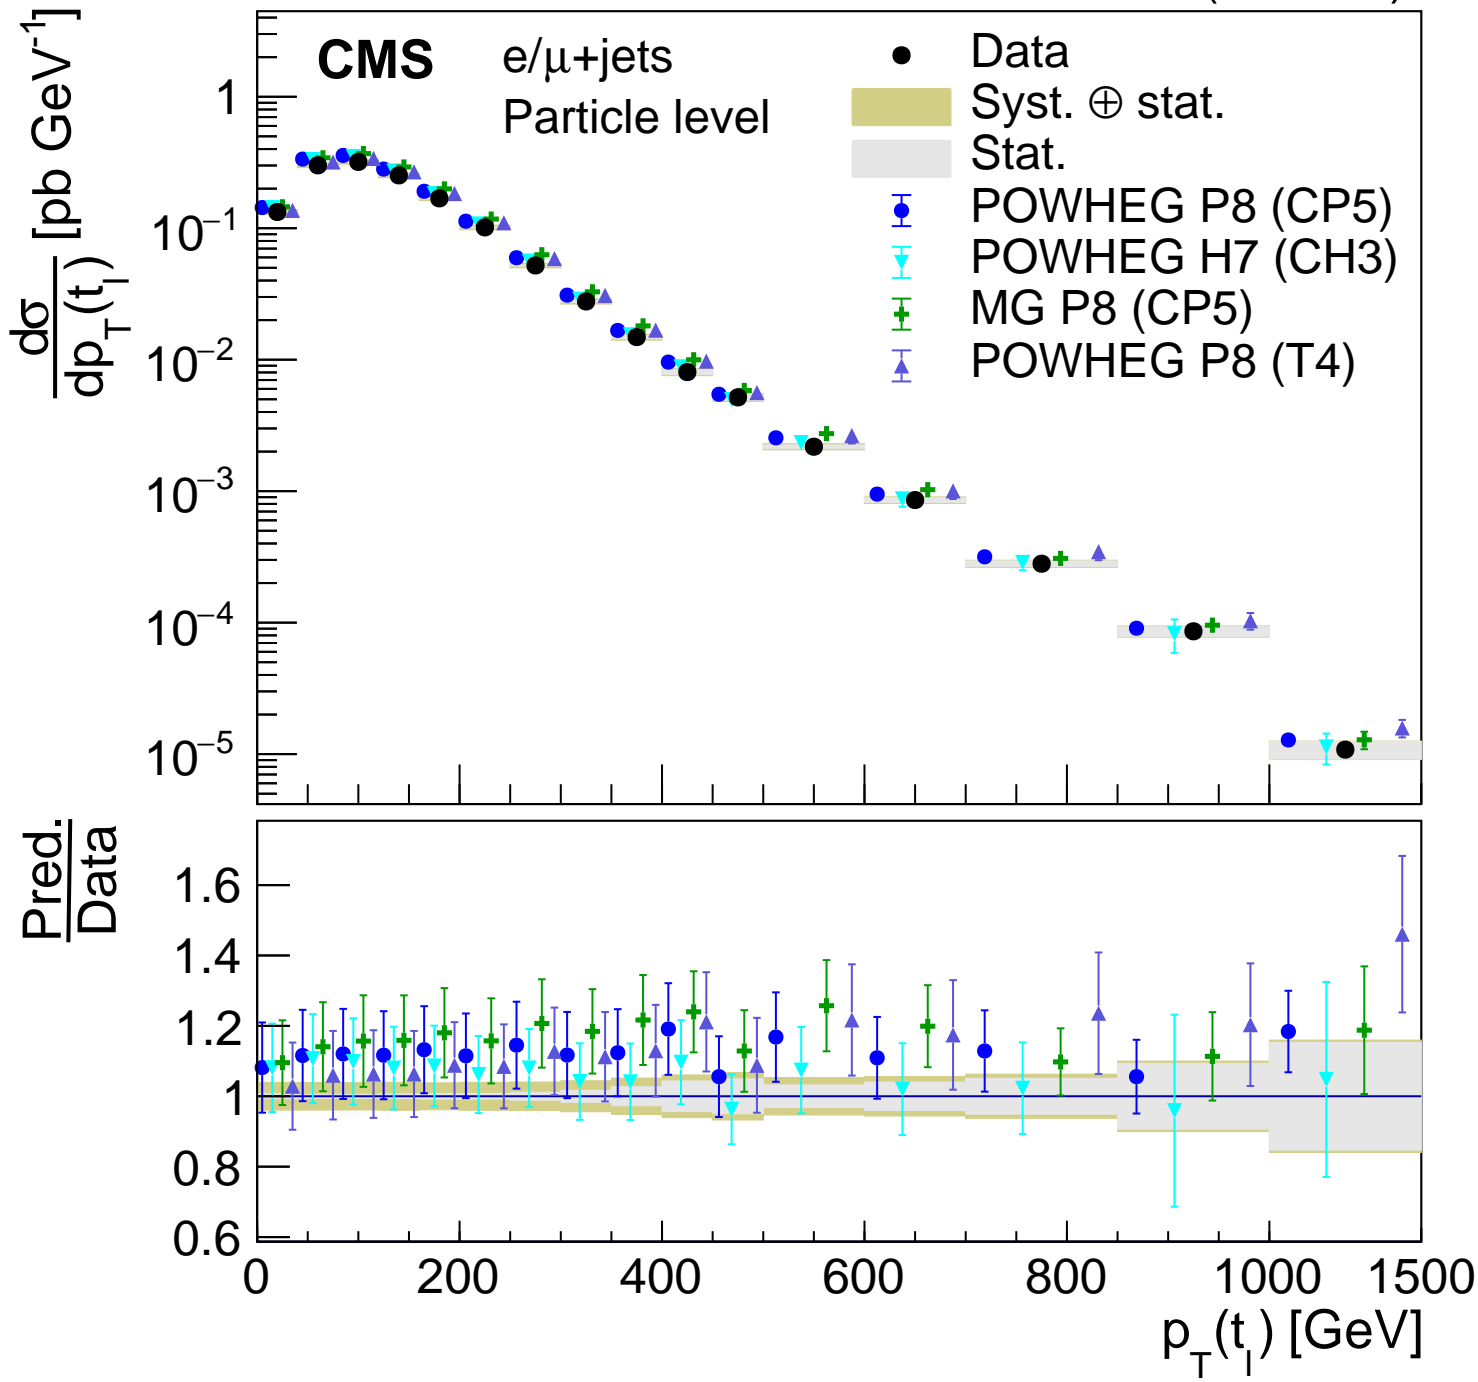 CMS e/μ+jets
Particle level
Data
Syst. ⊕ stat.
Stat.
POWHEG P8 (CP5)
POWHEG H7 (CH3)
MG P8 (CP5)
POWHEG P8 (T4)
dσ/dp_T(t_l) [pb GeV⁻¹]
1
10⁻¹
10⁻²
10⁻³
10⁻⁴
10⁻⁵
Pred./Data
1.6
1.4
1.2
1
0.8
0.6
0 200 400 600 800 1000 1500
p_T(t_l) [GeV]